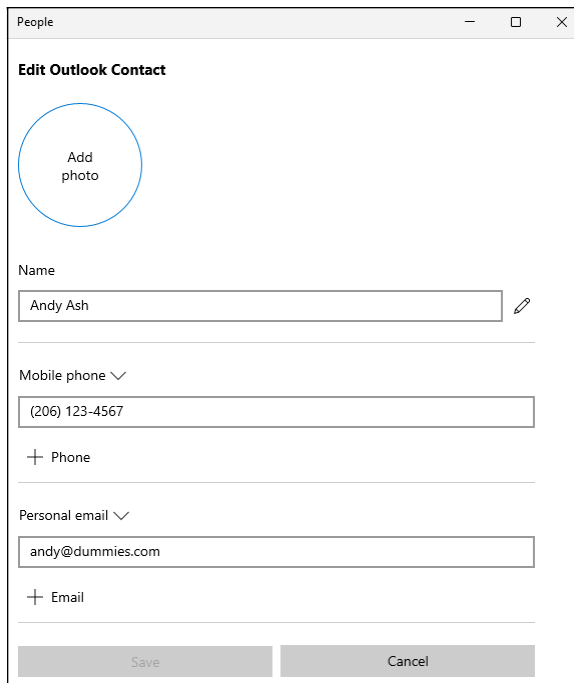 People
Edit Outlook Contact
Add
photo
Name
Andy Ash
Mobile phone
(206) 123-4567
Phone
Personal email
andy@dummies.com
Email
Save
Cancel